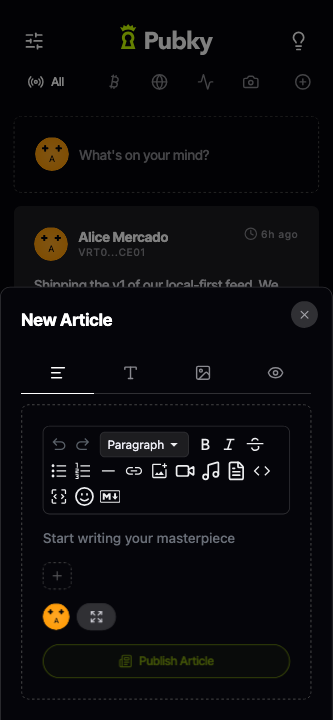 Pubky
All
What's on your mind?
Alice Mercado
6h ago
VRT0...CE01
Shipping the v1 of our local-first feed. We
New Article
Paragraph
B I S
M↓
Start writing your masterpiece
A
Publish Article